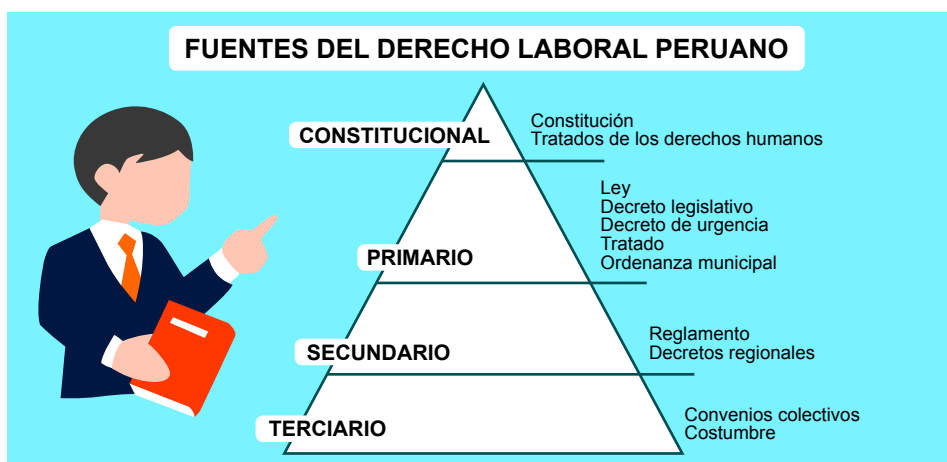 FUENTES DEL DERECHO LABORAL PERUANO
CONSTITUCIONAL
Constitución
Tratados de los derechos humanos
PRIMARIO
Ley
Decreto legislativo
Decreto de urgencia
Tratado
Ordenanza municipal
SECUNDARIO
Reglamento
Decretos regionales
TERCIARIO
Convenios colectivos
Costumbre